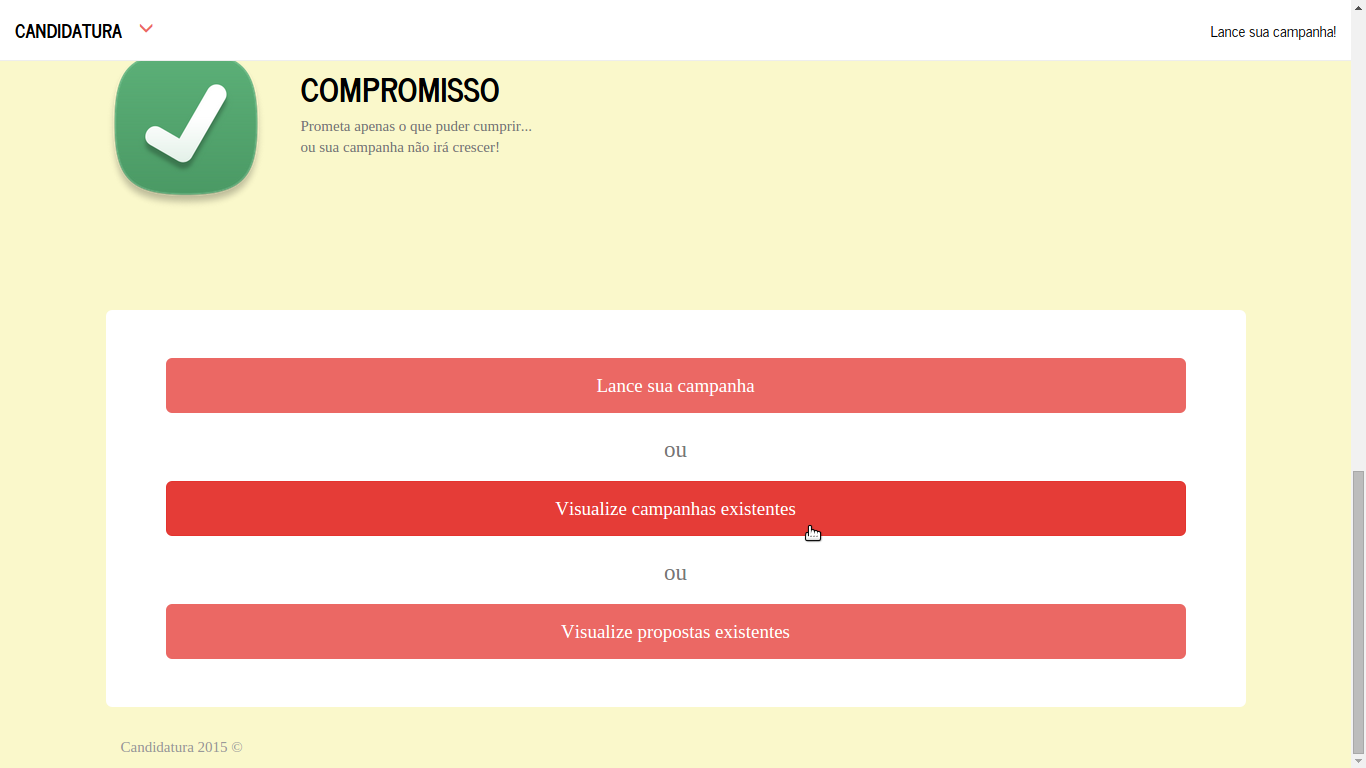 CANDIDATURA
Lance sua campanha!
COMPROMISSO
Prometa apenas o que puder cumprir...
ou sua campanha não irá crescer!
Lance sua campanha
ou
Visualize campanhas existentes
ou
Visualize propostas existentes
Candidatura 2015 ©